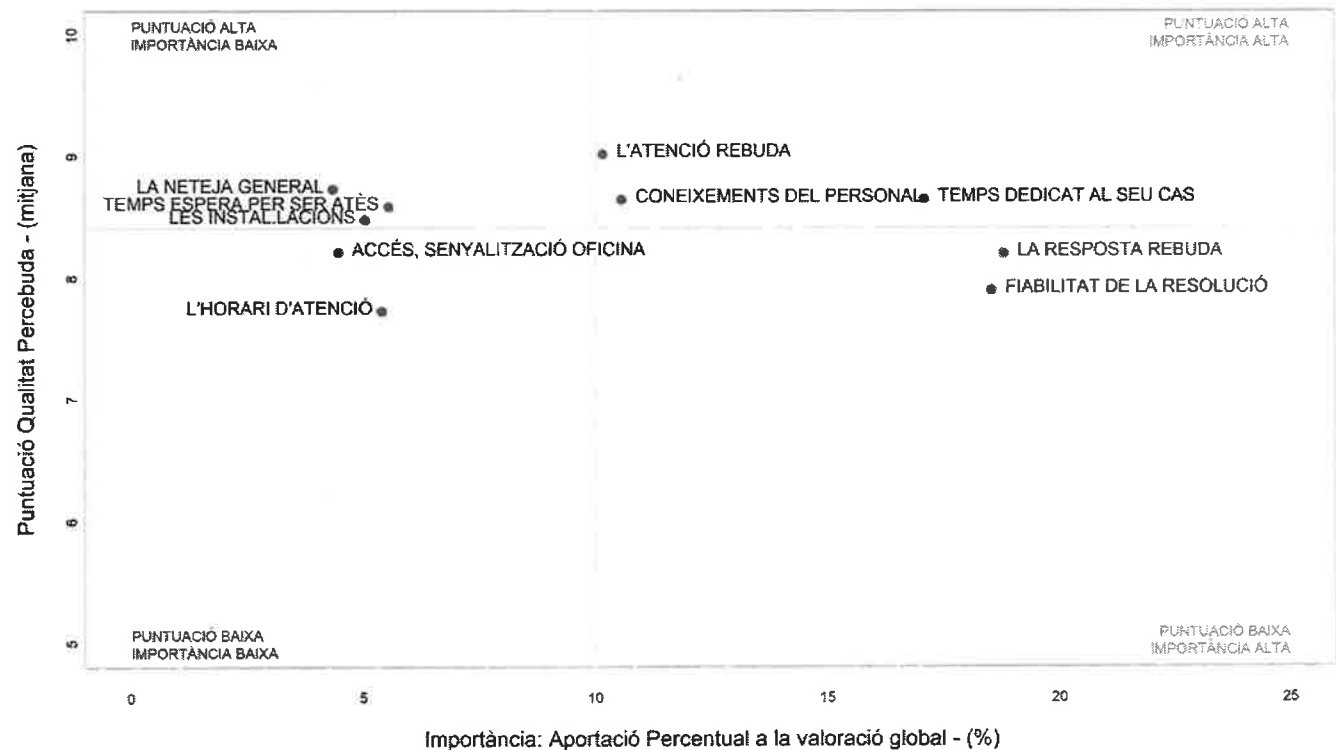 PUNTUACIÓ ALTA
IMPORTÀNCIA BAIXA
PUNTUACIÓ ALTA
IMPORTÀNCIA ALTA
10
9
8
7
6
5
Puntuació Qualitat Percebuda - (mitjana)
L'ATENCIÓ REBUDA
LA NETEJA GENERAL
CONEIXEMENTS DEL PERSONAL
TEMPS DEDICAT AL SEU CAS
TEMPS ESPERA PER SER ATÈS
LES INSTAL.LACIONS
ACCÉS, SENYALITZACIÓ OFICINA
LA RESPOSTA REBUDA
FIABILITAT DE LA RESOLUCIÓ
L'HORARI D'ATENCIÓ
PUNTUACIÓ BAIXA
IMPORTÀNCIA BAIXA
PUNTUACIÓ BAIXA
IMPORTÀNCIA ALTA
0 5 10 15 20 25
Importància: Aportació Percentual a la valoració global - (%)